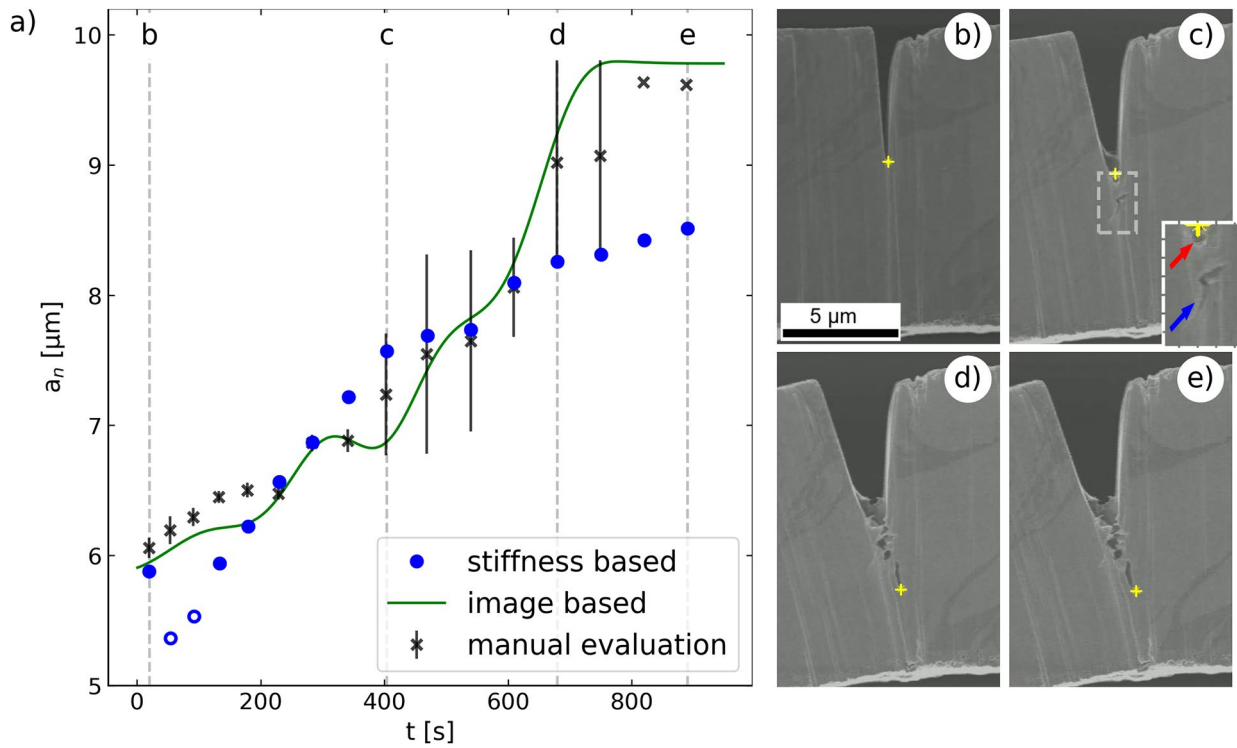 a)
b c d e
10
9
8
7
6
5
aₙ [µm]
stiffness based
image based
manual evaluation
0 200 400 600 800
t [s]
b)
5 µm
c)
d)
e)